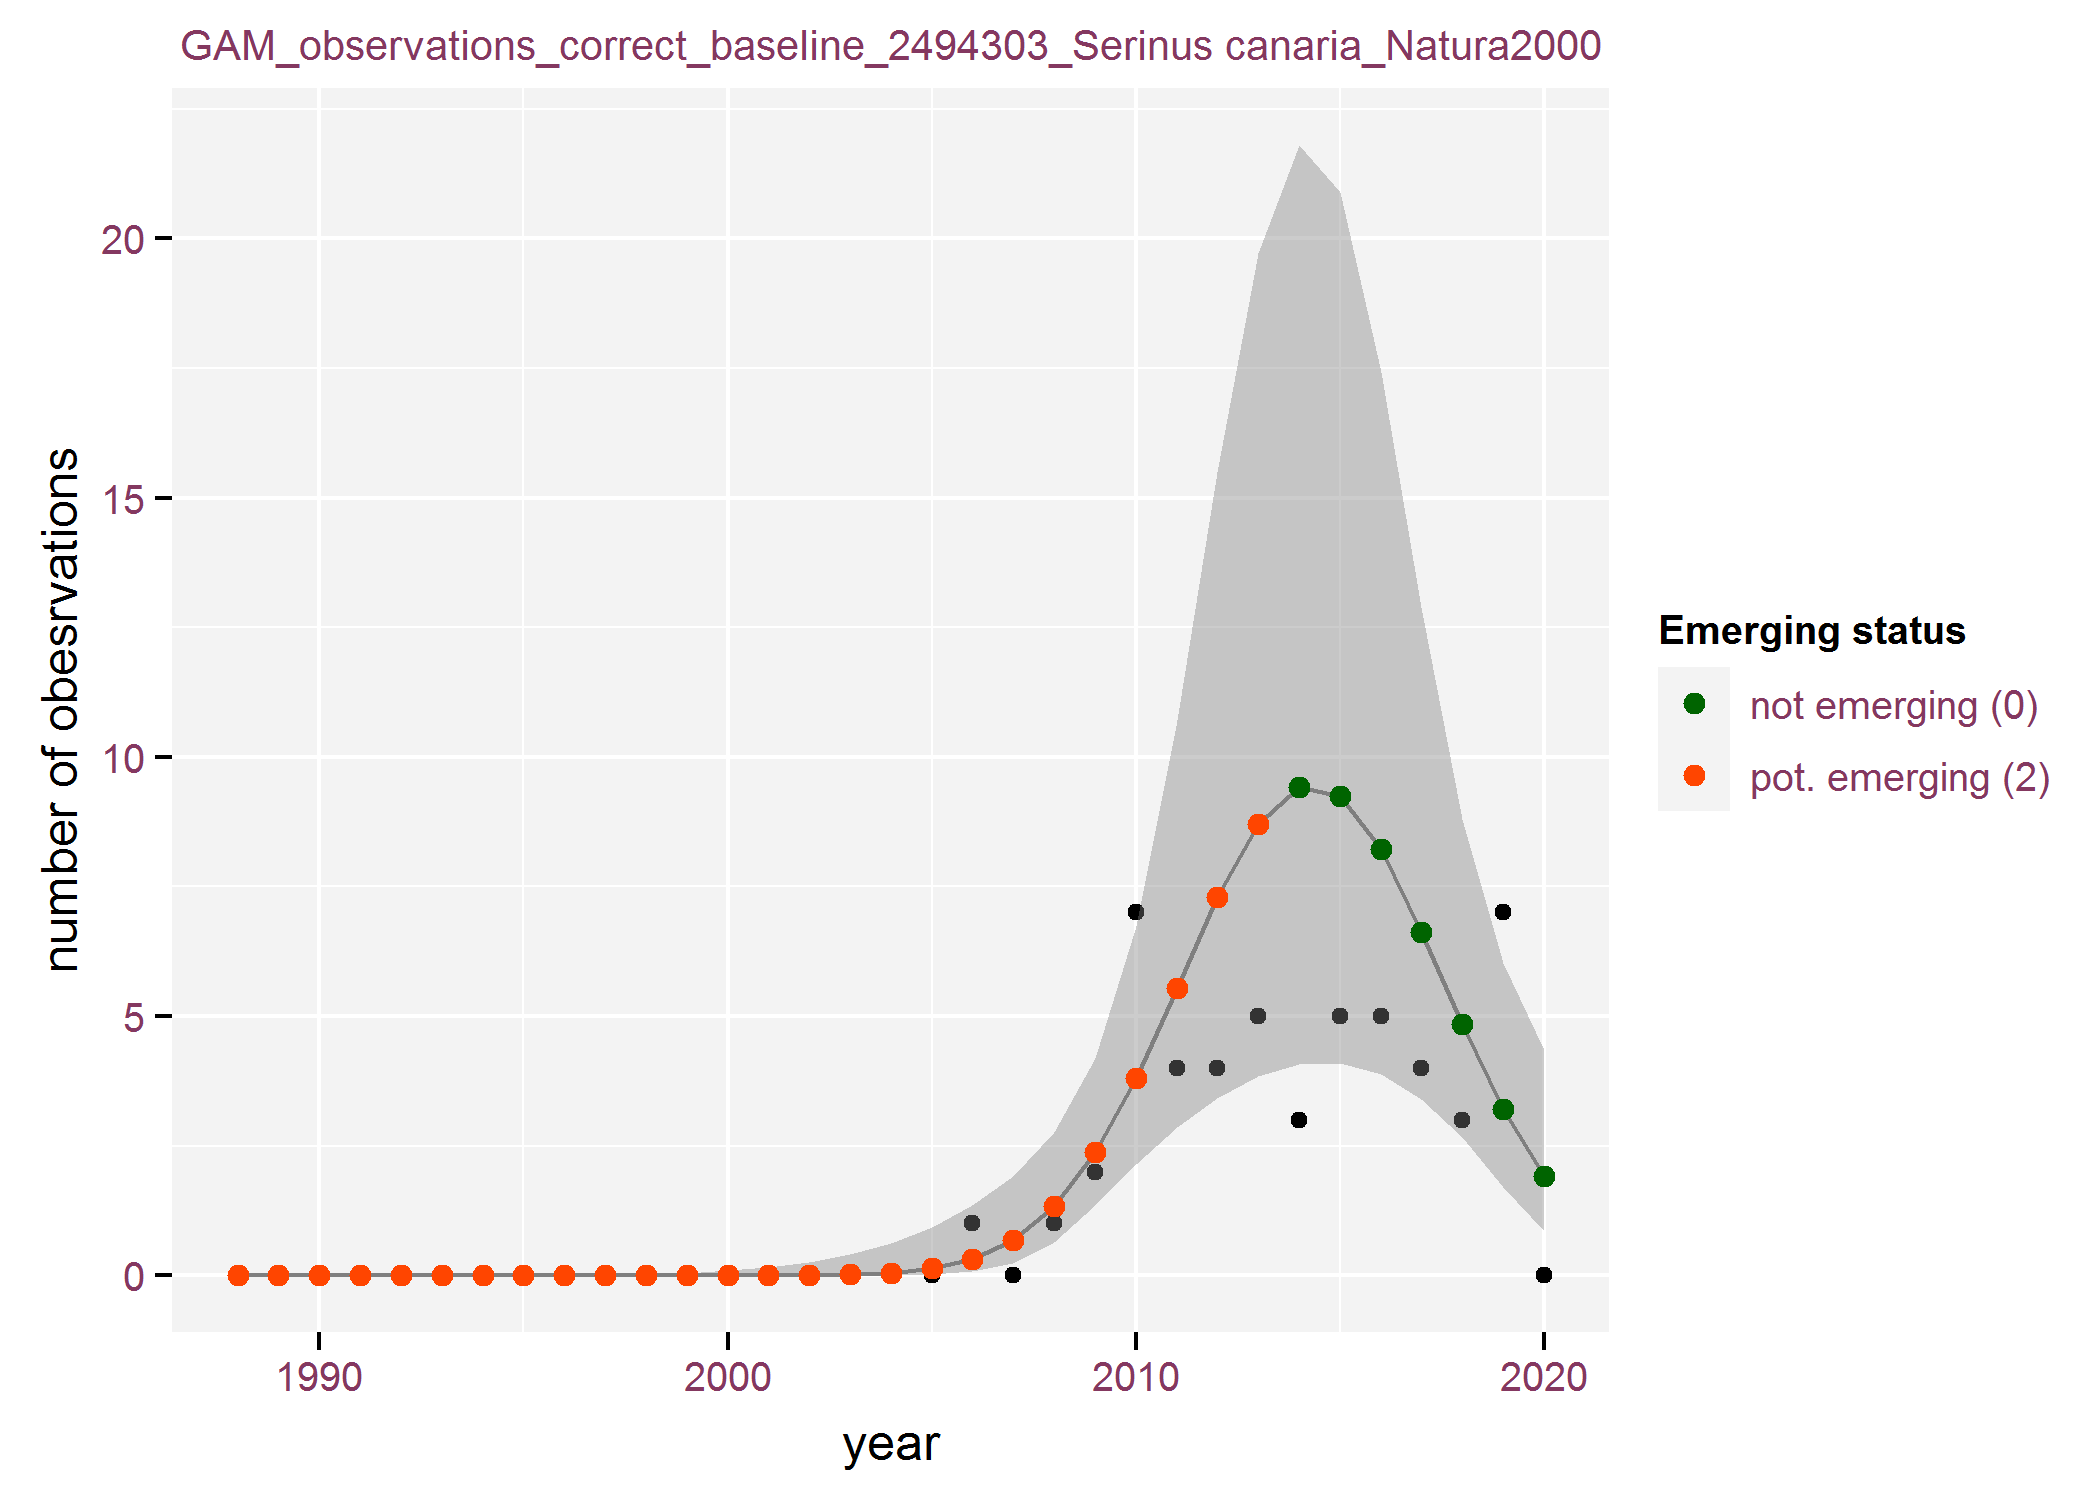 GAM_observations_correct_baseline_2494303_Serinus canaria_Natura2000
number of obesrvations
20
15
10
5
0
1990
2000
2010
2020
year
Emerging status
not emerging (0)
pot. emerging (2)